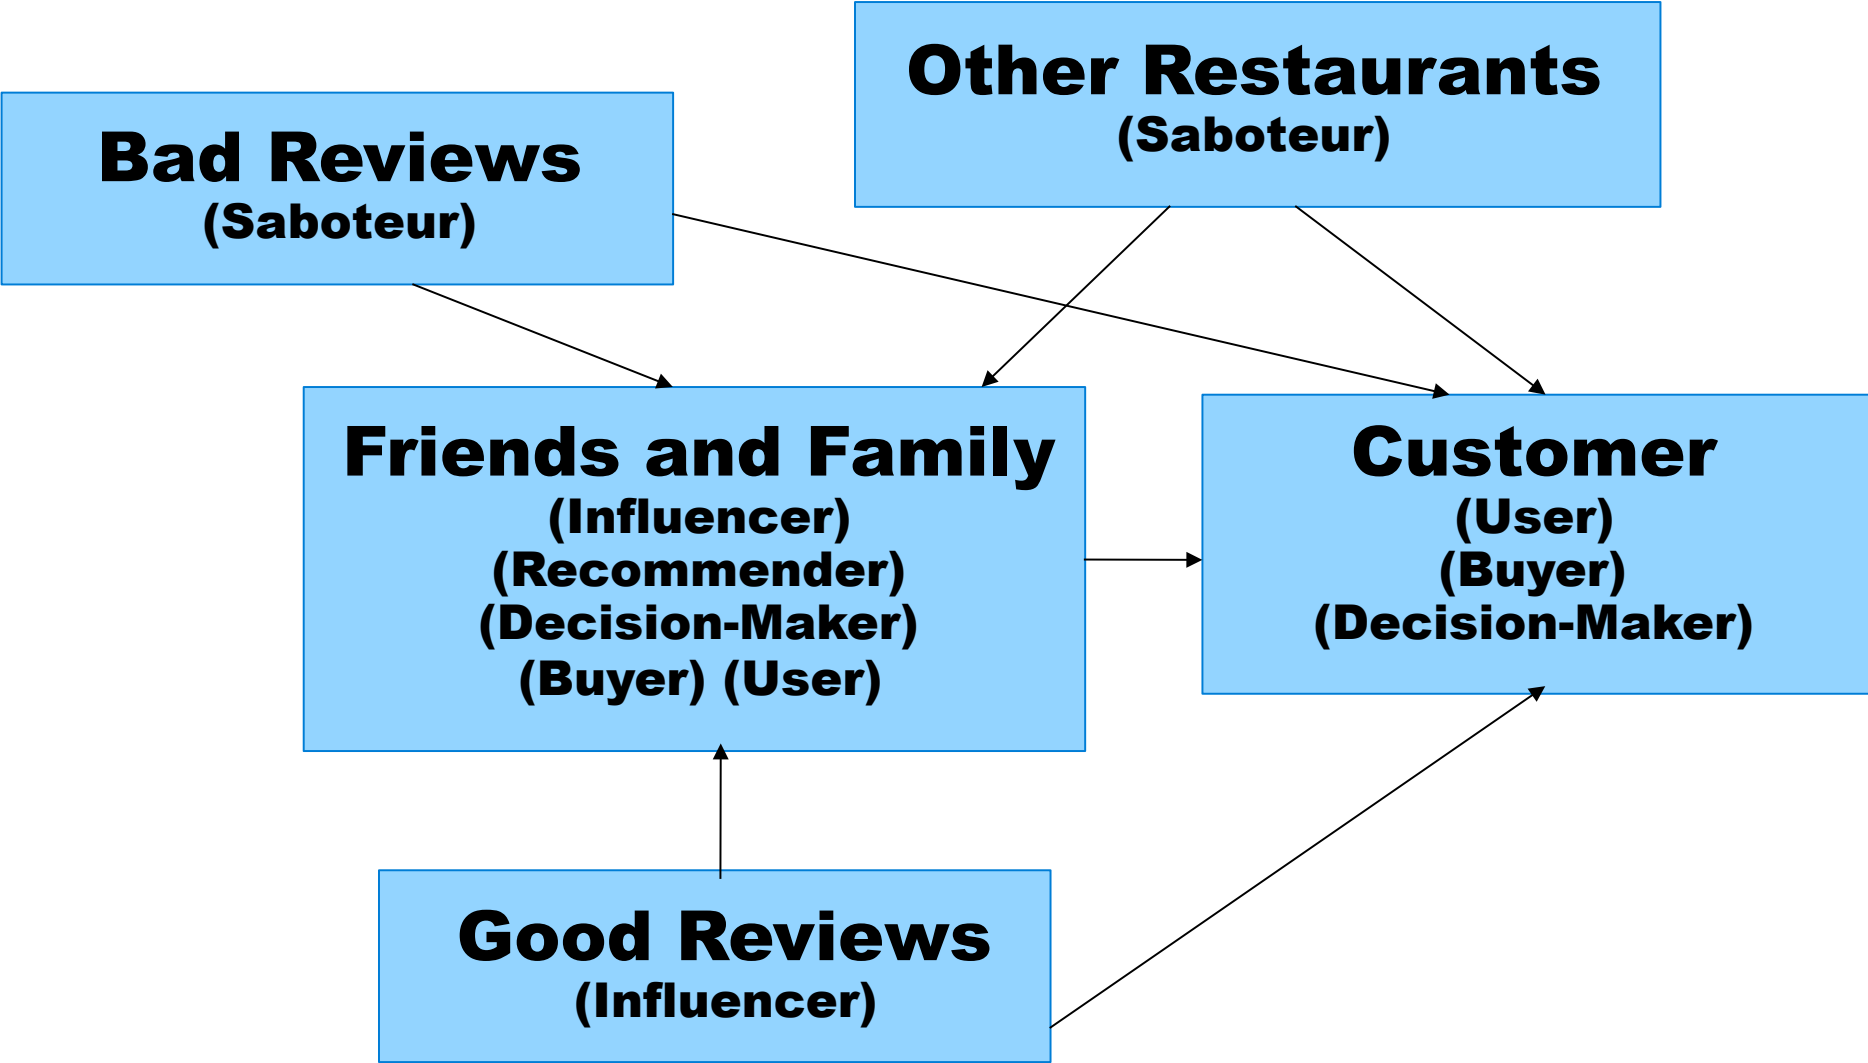 Other Restaurants
(Saboteur)
Bad Reviews
(Saboteur)
Friends and Family
(Influencer)
(Recommender)
(Decision-Maker)
(Buyer) (User)
Customer
(User)
(Buyer)
(Decision-Maker)
Good Reviews
(Influencer)